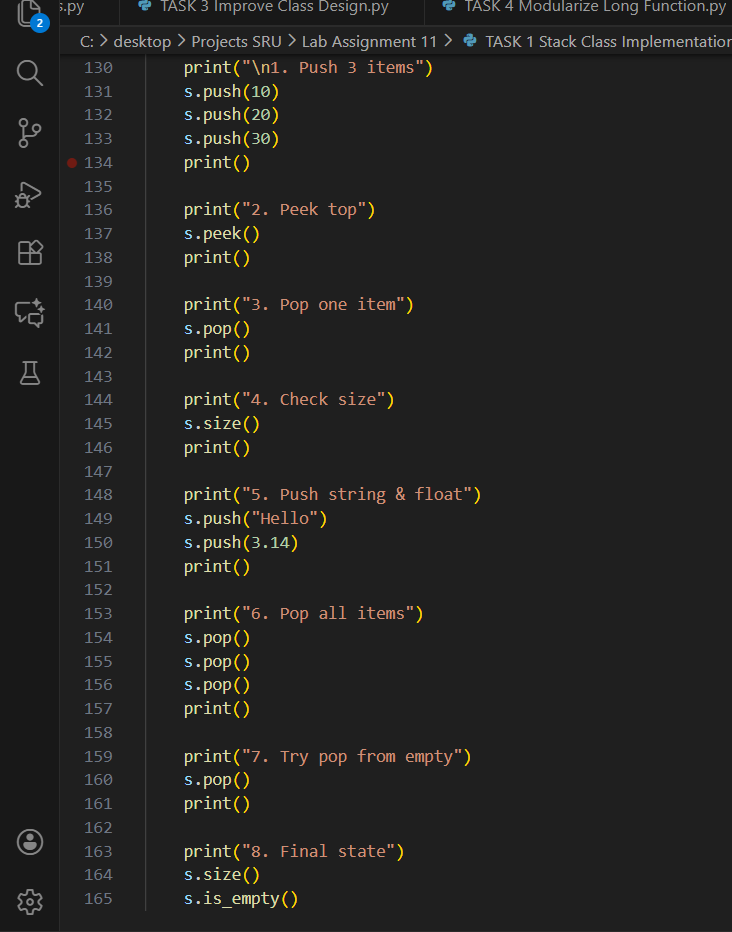 s.py TASK 3 Improve Class Design.py TASK 4 Modularize Long Function.py
2
C: > desktop > Projects SRU > Lab Assignment 11 > TASK 1 Stack Class Implementation
130 print("\n1. Push 3 items")
131 s.push(10)
132 s.push(20)
133 s.push(30)
134 print()
135
136 print("2. Peek top")
137 s.peek()
138 print()
139
140 print("3. Pop one item")
141 s.pop()
142 print()
143
144 print("4. Check size")
145 s.size()
146 print()
147
148 print("5. Push string & float")
149 s.push("Hello")
150 s.push(3.14)
151 print()
152
153 print("6. Pop all items")
154 s.pop()
155 s.pop()
156 s.pop()
157 print()
158
159 print("7. Try pop from empty")
160 s.pop()
161 print()
162
163 print("8. Final state")
164 s.size()
165 s.is_empty()